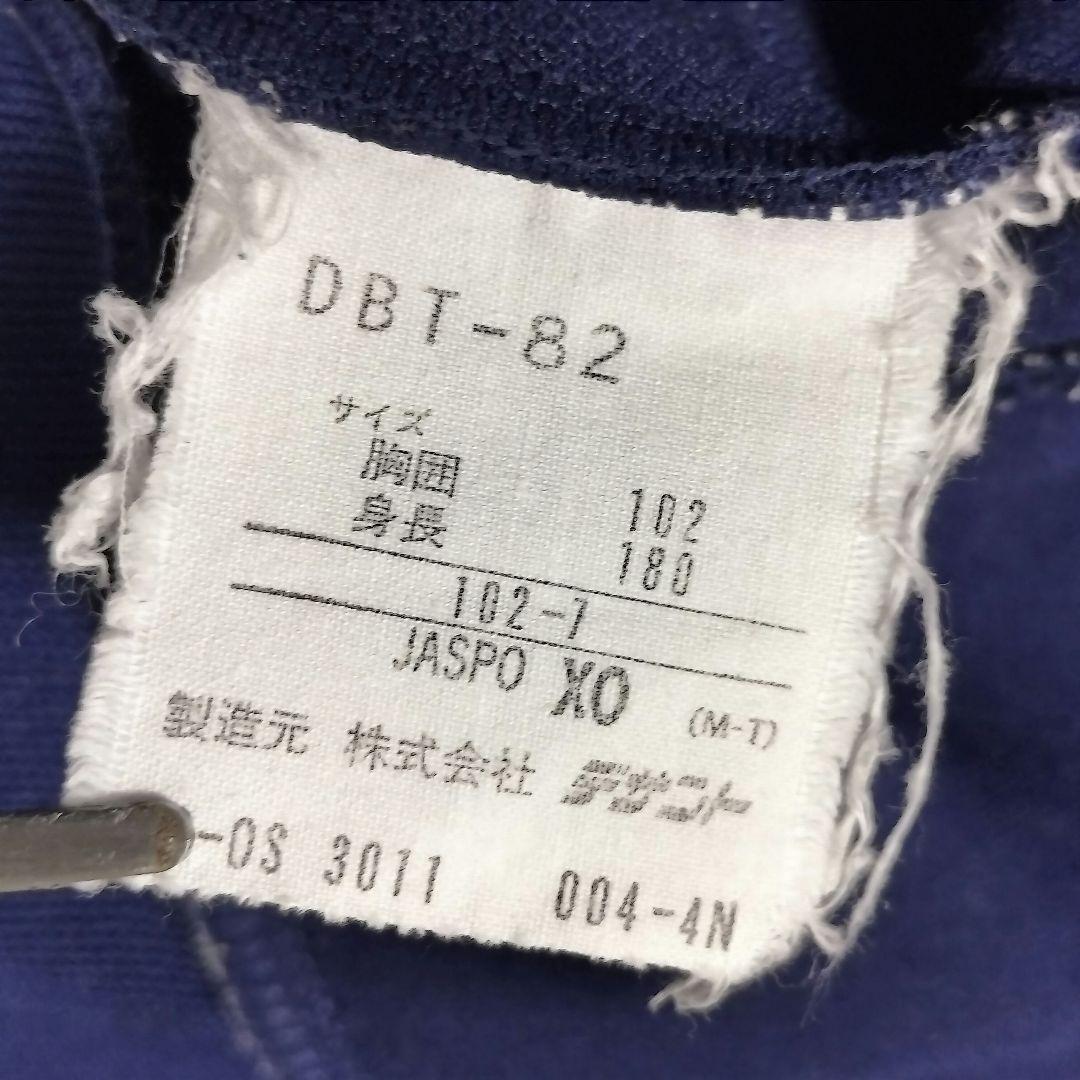 DBT-82
サイズ
胸囲 102
身長 180
102-7
JASPO XO (M-T)
製造元 株式会社 デサント
-OS 3011 004-4N